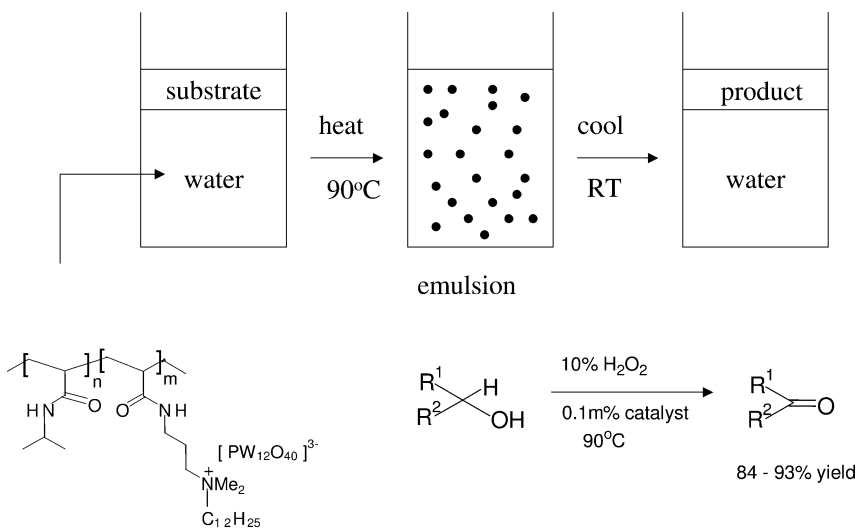 substrate
water
heat
90°C
emulsion
cool
RT
product
water
[ ]n [ ]m
HN O O NH
[ PW12O40 ]3-
+
NMe2
C12H25
R1 H
R2 OH
10% H2O2
0.1m% catalyst
90°C
R1
R2 O
84 - 93% yield